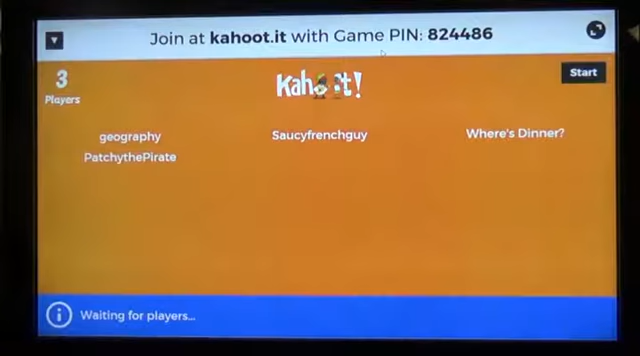 Join at kahoot.it with Game PIN: 824486
3
Players
Kahoot!
Start
geography
Saucyfrenchguy
Where's Dinner?
PatchythePirate
Waiting for players...